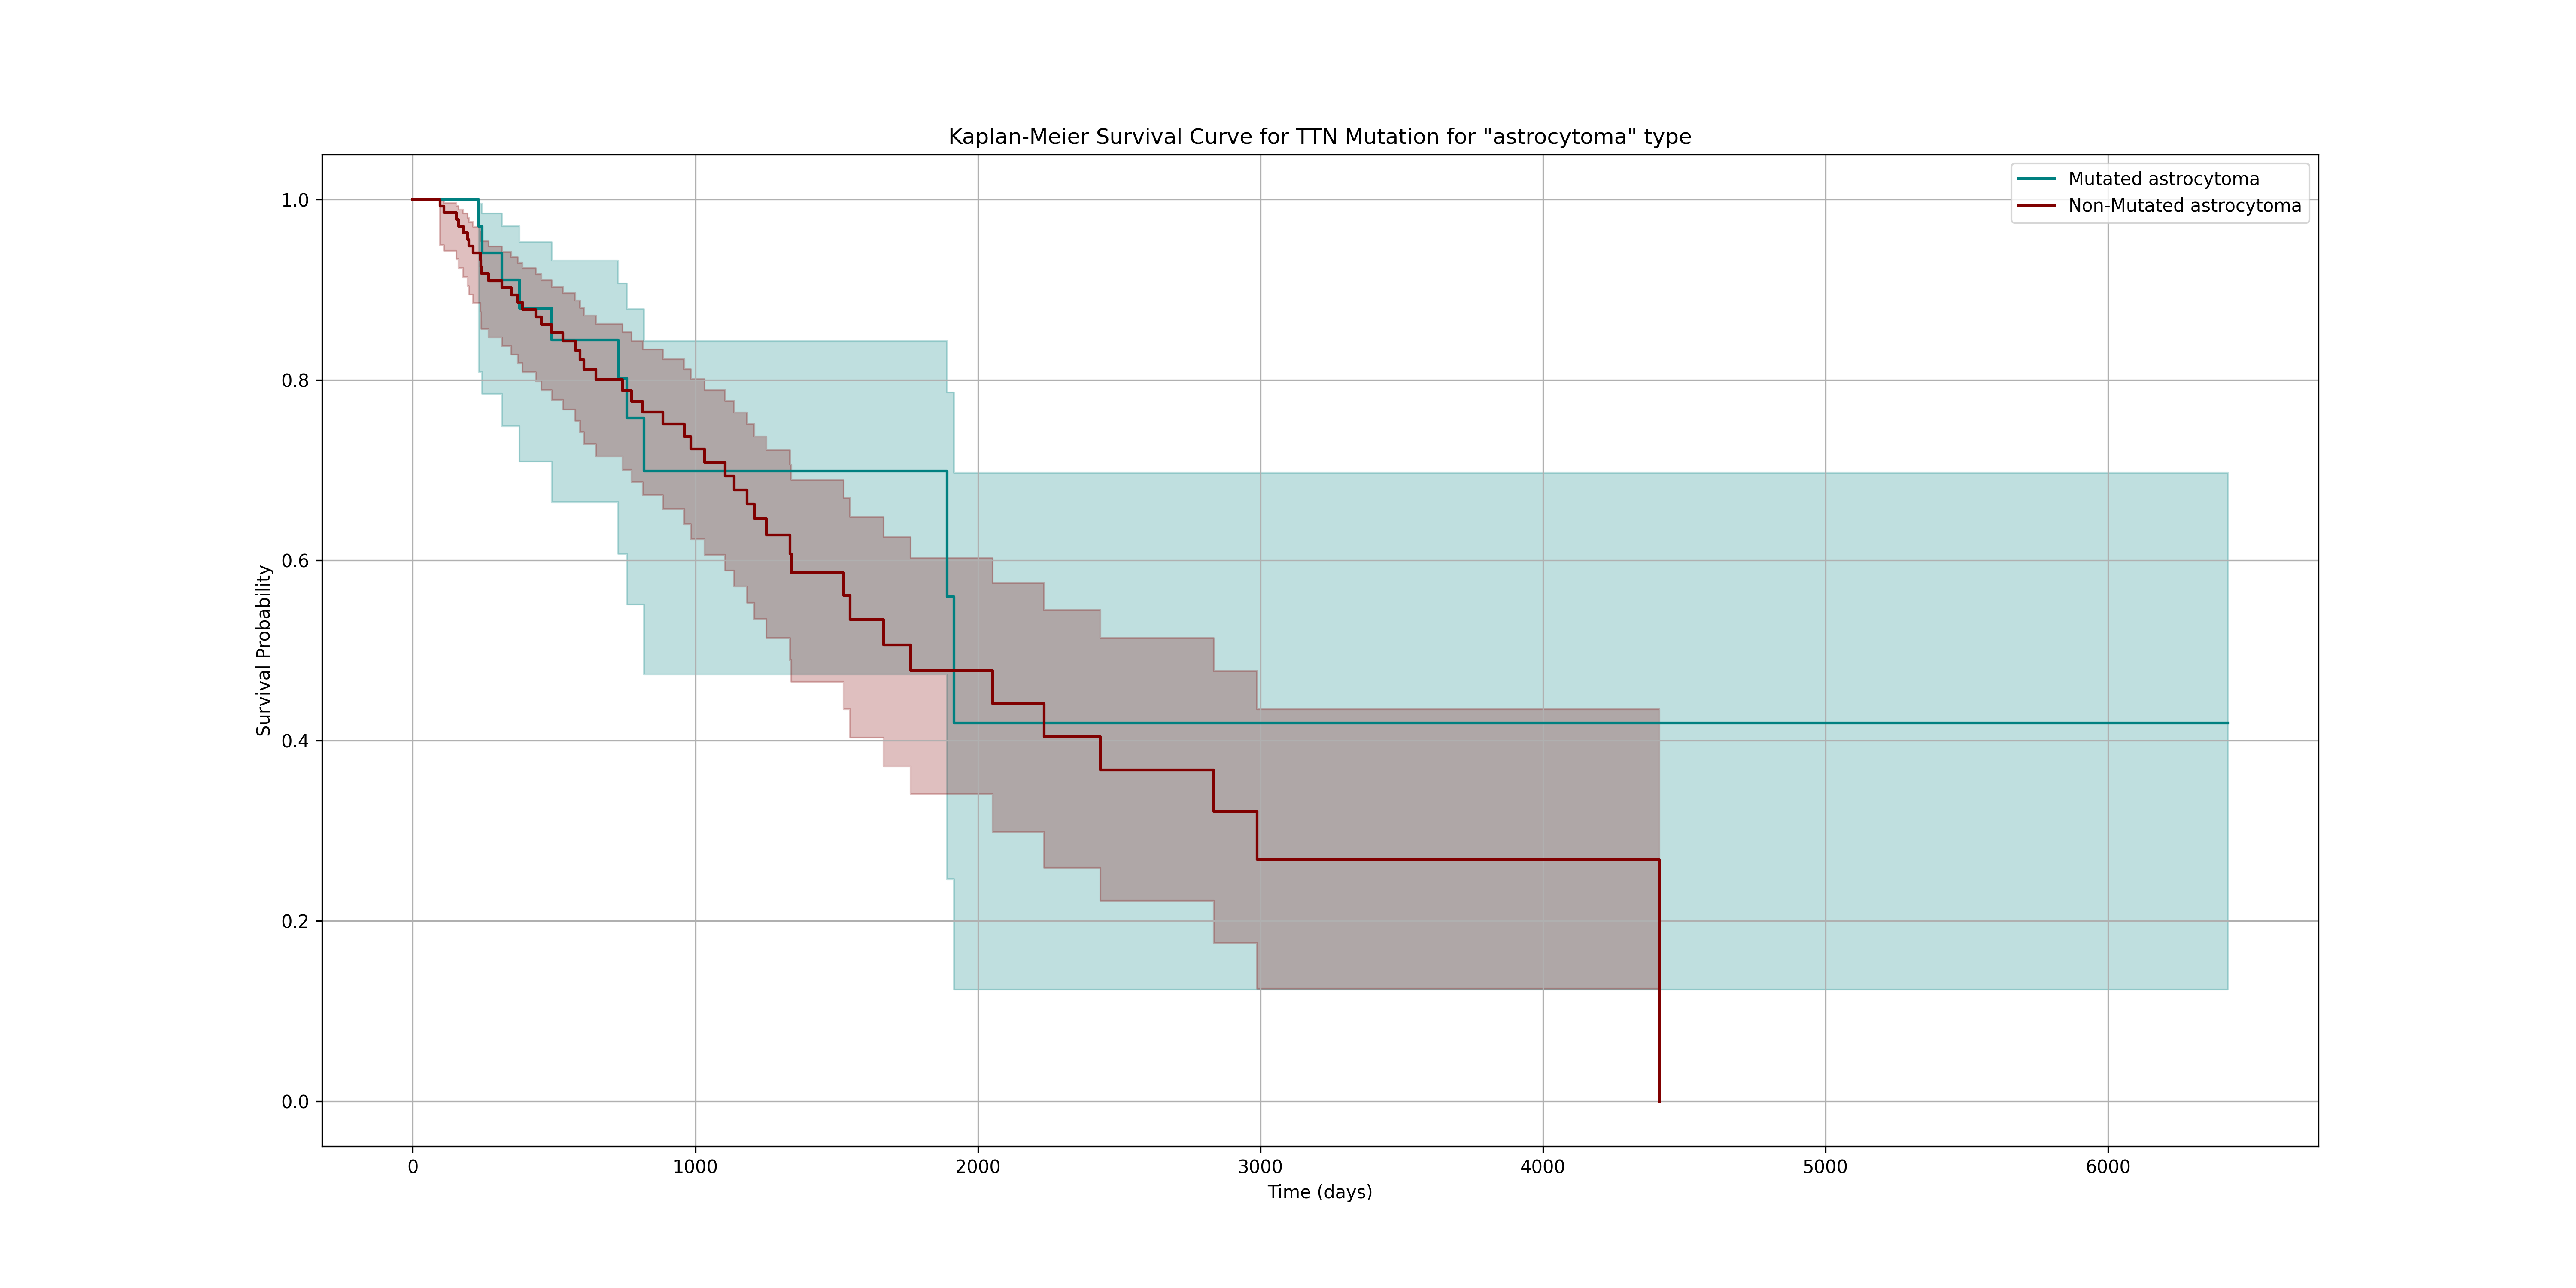 Kaplan-Meier Survival Curve for TTN Mutation for "astrocytoma" type
Mutated astrocytoma
Non-Mutated astrocytoma
Survival Probability
1.0
0.8
0.6
0.4
0.2
0.0
0 1000 2000 3000 4000 5000 6000
Time (days)